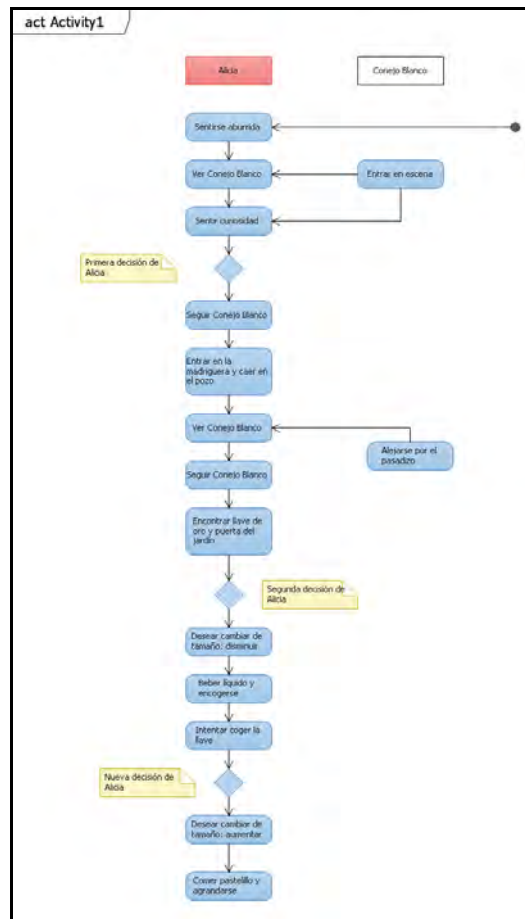 act Activity1
Alicia
Conejo Blanco
Sentirse aburrida
Ver Conejo Blanco
Entrar en escena
Sentir curiosidad
Primera decisión de
Alicia
Seguir Conejo Blanco
Entrar en la
madriguera y caer en
el pozo
Ver Conejo Blanco
Alejarse por el
pasadizo
Seguir Conejo Blanco
Encontrar llave de
oro y puerta del
jardín
Segunda decisión de
Alicia
Desear cambiar de
tamaño: disminuir
Beber líquido y
encogerse
Intentar coger la
llave
Nueva decisión de
Alicia
Desear cambiar de
tamaño: aumentar
Comer pastelillo y
agrandarse